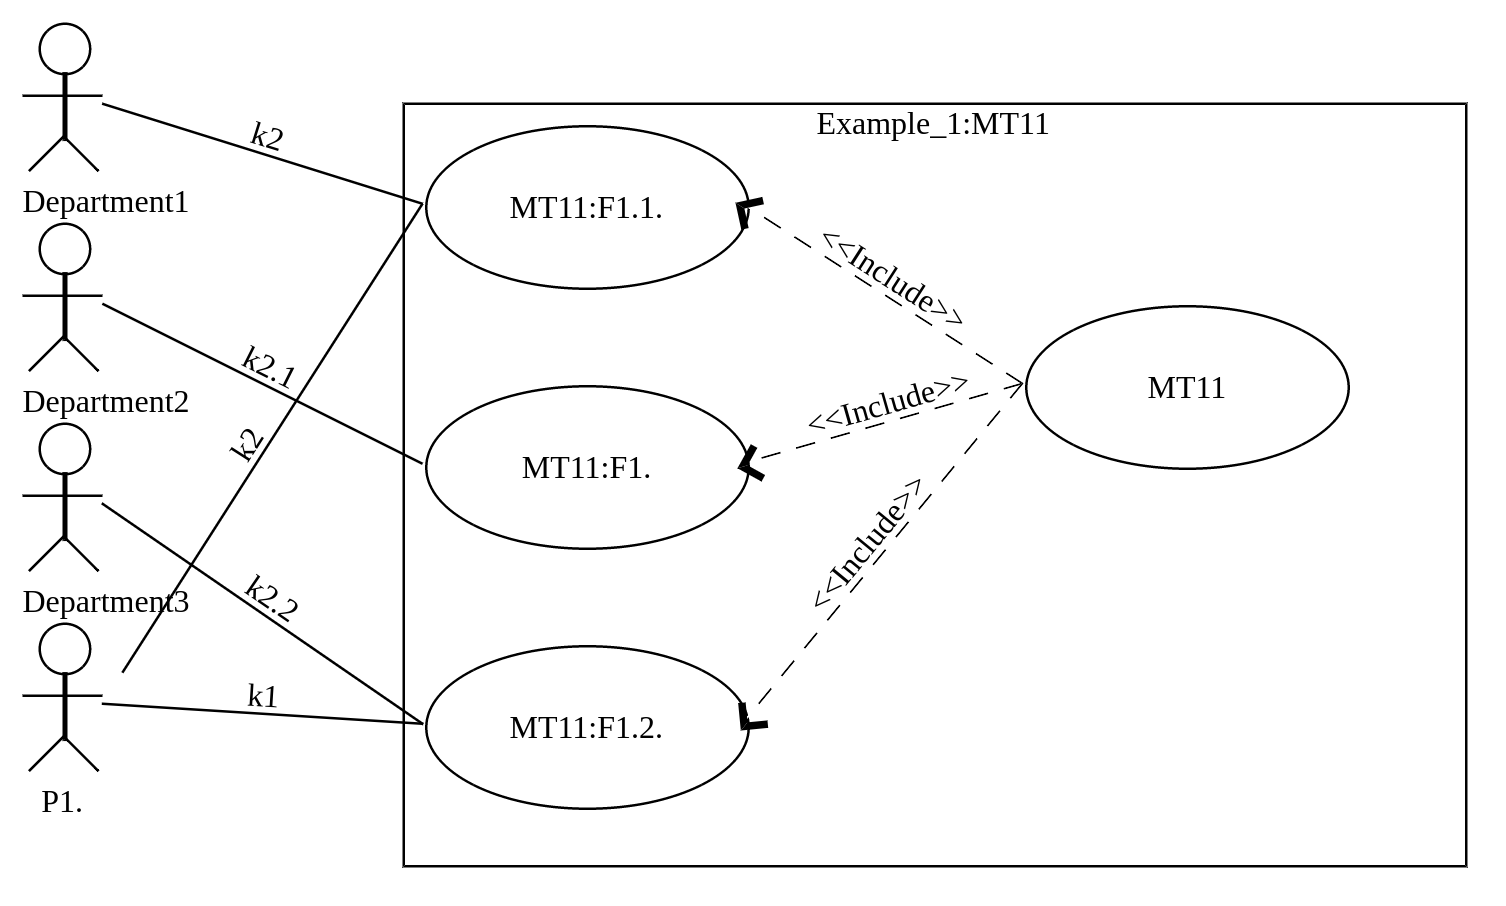 Example_1:MT11
k2
Department1
MT11:F1.1.
<<Include>>
k2.1
Department2
k2
MT11
<<Include>>
MT11:F1.
<<Include>>
k2.2
Department3
k1
MT11:F1.2.
P1.